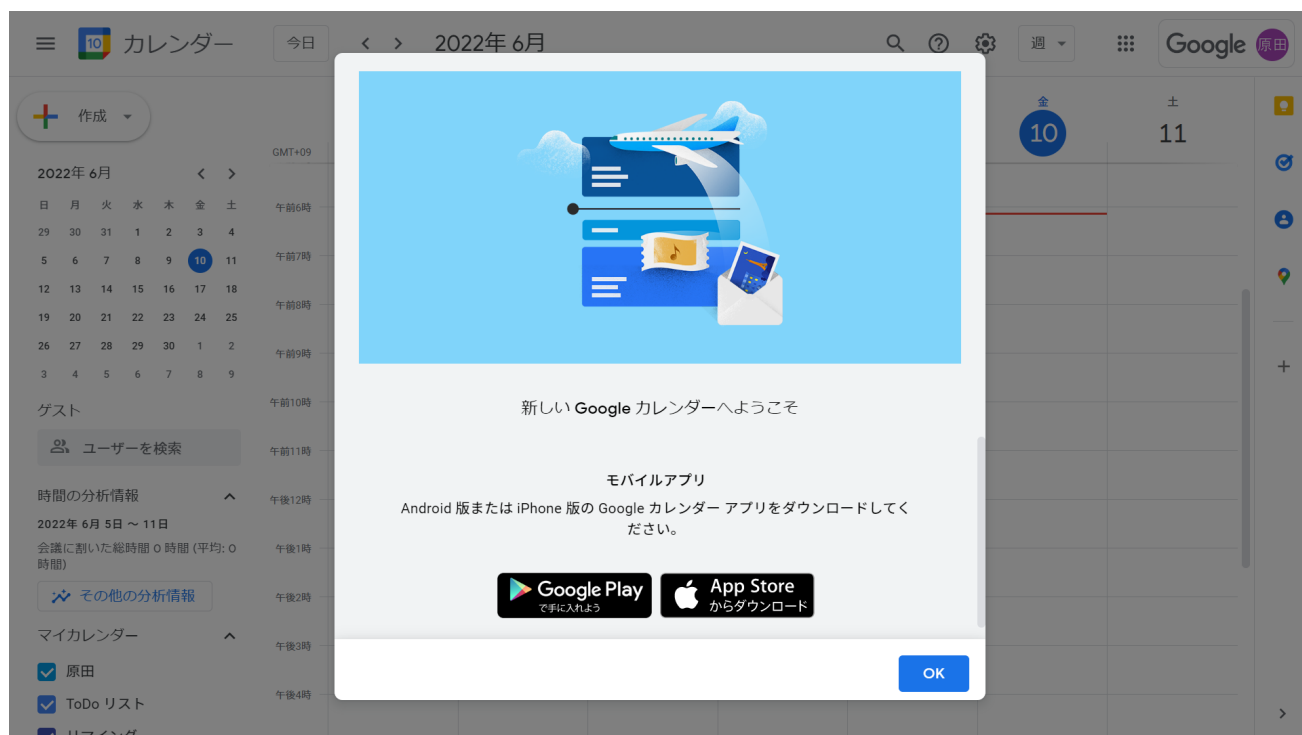 10 カレンダー 今日 2022年 6月 週 Google 原田
作成
金 土
10 11
GMT+09
2022年 6月
日 月 火 水 木 金 土
29 30 31 1 2 3 4
5 6 7 8 9 10 11
12 13 14 15 16 17 18
19 20 21 22 23 24 25
26 27 28 29 30 1 2
3 4 5 6 7 8 9
ゲスト
ユーザーを検索
時間の分析情報
2022年 6月 5日 ~ 11日
会議に割いた総時間 0 時間 (平均: 0
時間)
その他の分析情報
マイカレンダー
原田
ToDo リスト
リマインダー
午前6時
午前7時
午前8時
午前9時
午前10時
午前11時
午後12時
午後1時
午後2時
午後3時
午後4時
新しい Google カレンダーへようこそ
モバイルアプリ
Android 版または iPhone 版の Google カレンダー アプリをダウンロードしてく
ださい。
Google Play
で手に入れよう
App Store
からダウンロード
OK